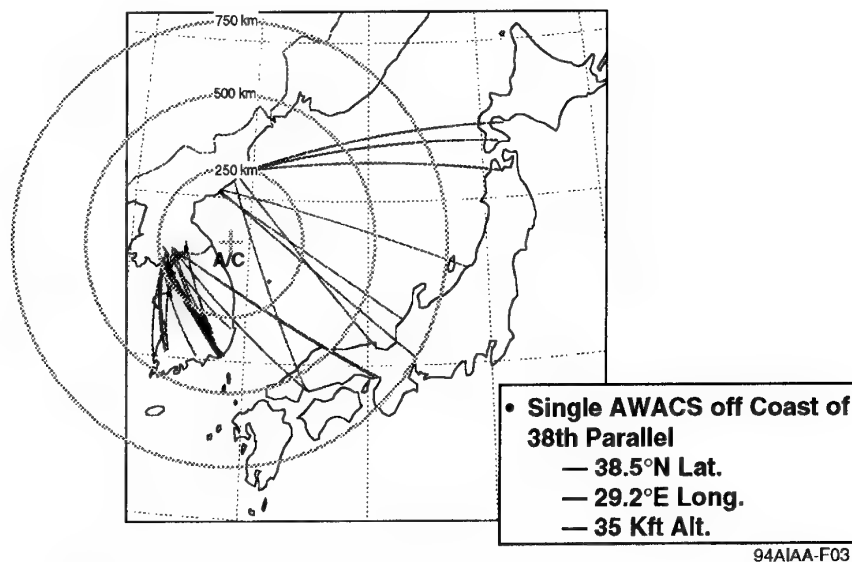 750 km
500 km
250 km
A/C
• Single AWACS off Coast of
38th Parallel
— 38.5°N Lat.
— 29.2°E Long.
— 35 Kft Alt.
94AIAA-F03